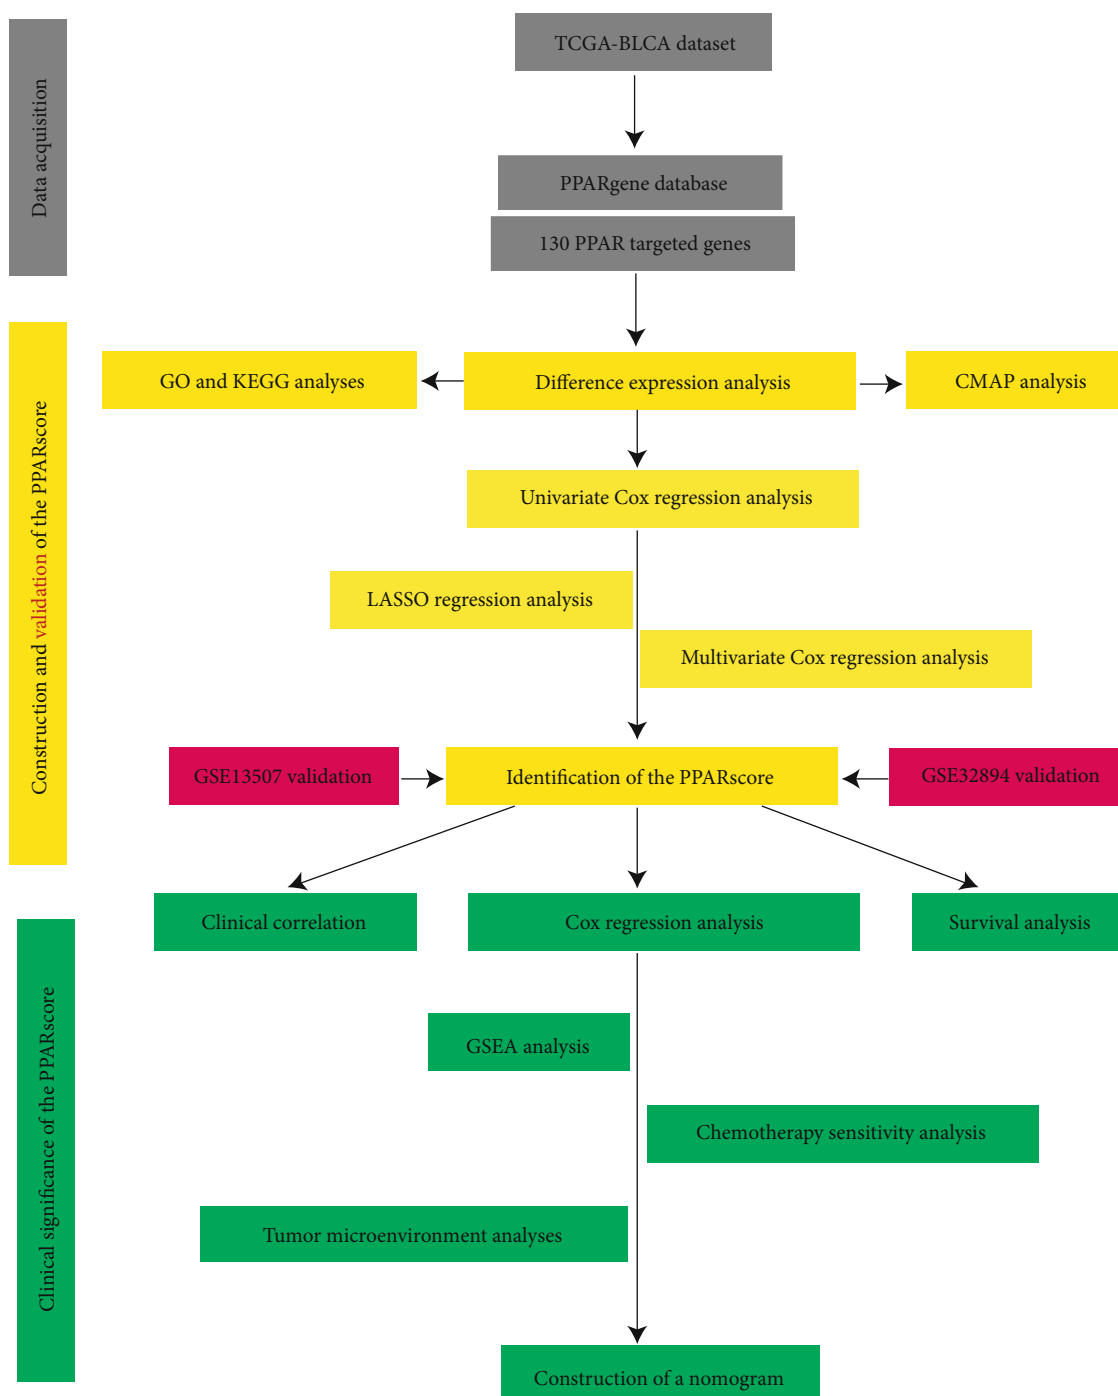 Data acquisition
TCGA-BLCA dataset
PPARgene database
130 PPAR targeted genes
Construction and validation of the PPARscore
GO and KEGG analyses
Difference expression analysis
CMAP analysis
Univariate Cox regression analysis
LASSO regression analysis
Multivariate Cox regression analysis
GSE13507 validation
Identification of the PPARscore
GSE32894 validation
Clinical significance of the PPARscore
Clinical correlation
Cox regression analysis
Survival analysis
GSEA analysis
Chemotherapy sensitivity analysis
Tumor microenvironment analyses
Construction of a nomogram